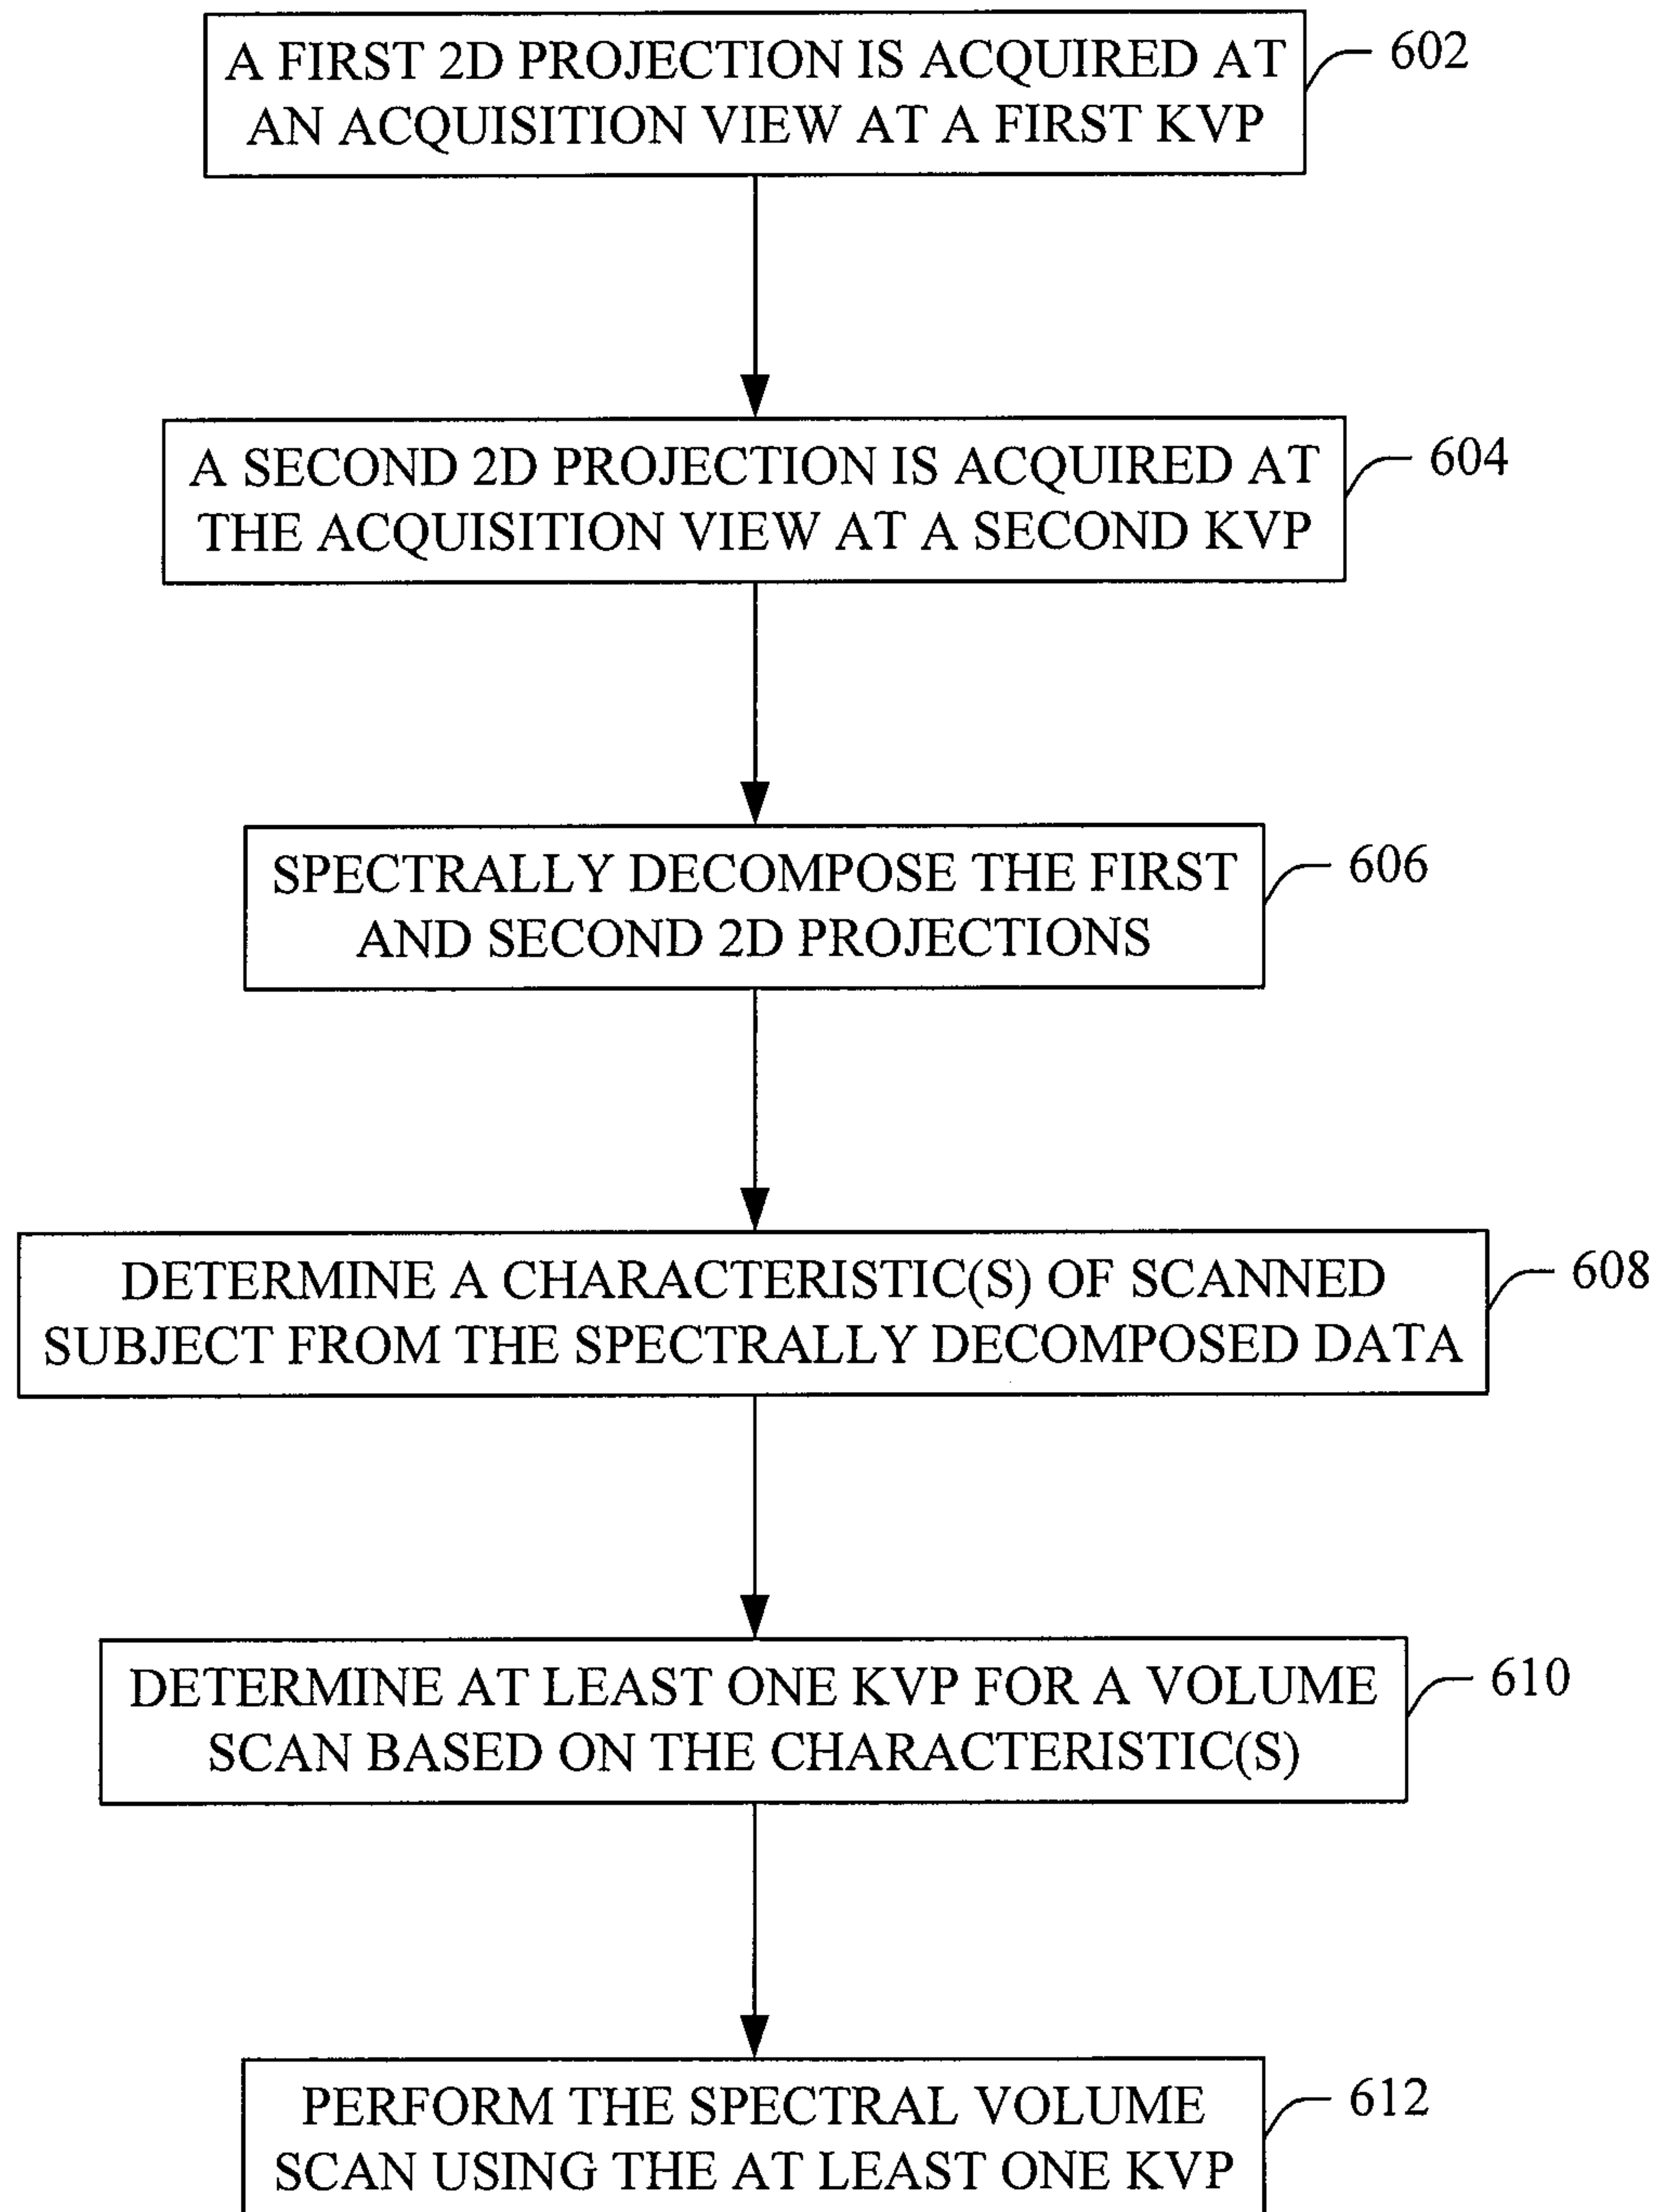 A FIRST 2D PROJECTION IS ACQUIRED AT
AN ACQUISITION VIEW AT A FIRST KVP
602
A SECOND 2D PROJECTION IS ACQUIRED AT
THE ACQUISITION VIEW AT A SECOND KVP
604
SPECTRALLY DECOMPOSE THE FIRST
AND SECOND 2D PROJECTIONS
606
DETERMINE A CHARACTERISTIC(S) OF SCANNED
SUBJECT FROM THE SPECTRALLY DECOMPOSED DATA
608
DETERMINE AT LEAST ONE KVP FOR A VOLUME
SCAN BASED ON THE CHARACTERISTIC(S)
610
PERFORM THE SPECTRAL VOLUME
SCAN USING THE AT LEAST ONE KVP
612